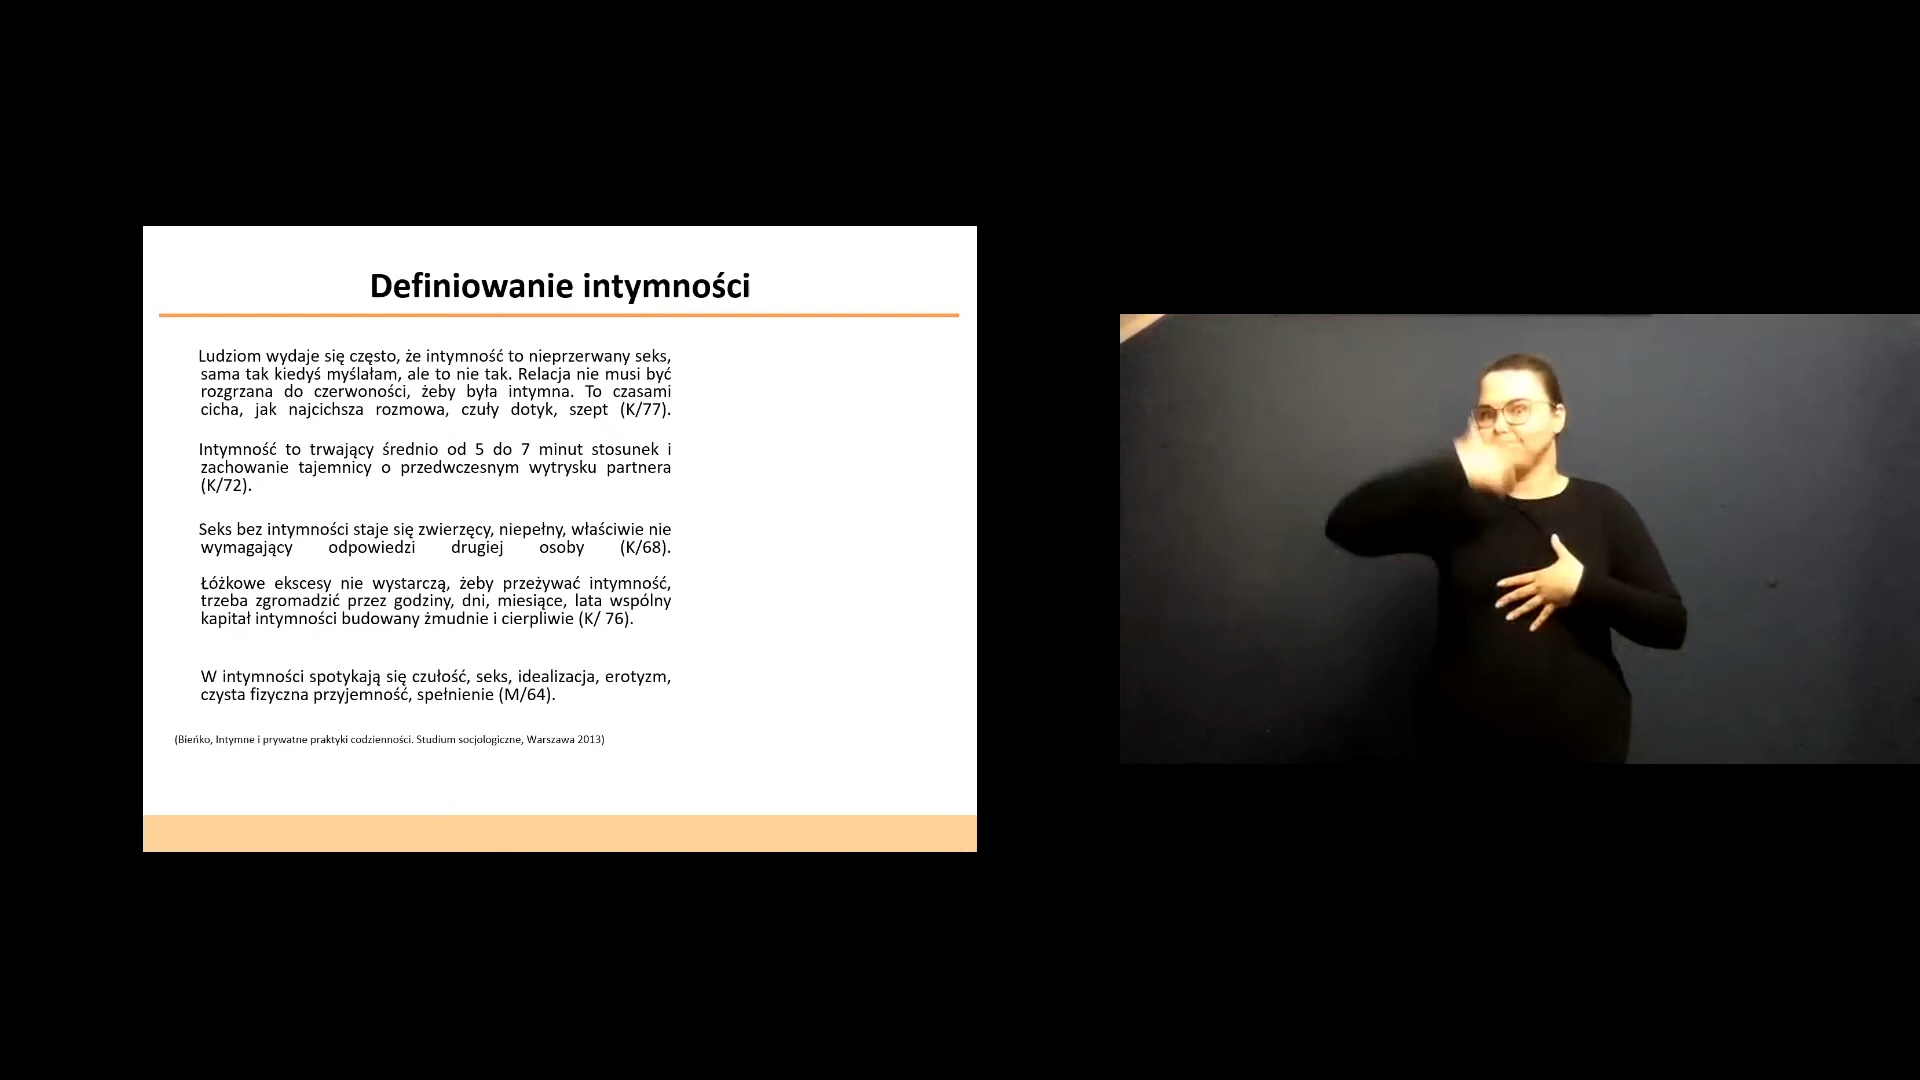 Definiowanie intymności
Ludziom wydaje się często, że intymność to nieprzerwany seks,
sama tak kiedyś myślałam, ale to nie tak. Relacja nie musi być
rozgrzana do czerwoności, żeby była intymna. To czasami
cicha, jak najcichsza rozmowa, czuły dotyk, szept (K/77).
Intymność to trwający średnio od 5 do 7 minut stosunek i
zachowanie tajemnicy o przedwczesnym wytrysku partnera
(K/72).
Seks bez intymności staje się zwierzęcy, niepełny, właściwie nie
wymagający odpowiedzi drugiej osoby (K/68).
Łóżkowe ekscesy nie wystarczą, żeby przeżywać intymność,
trzeba zgromadzić przez godziny, dni, miesiące, lata wspólny
kapitał intymności budowany żmudnie i cierpliwie (K/ 76).
W intymności spotykają się czułość, seks, idealizacja, erotyzm,
czysta fizyczna przyjemność, spełnienie (M/64).
(Bieńko, Intymne i prywatne praktyki codzienności. Studium socjologiczne, Warszawa 2013)